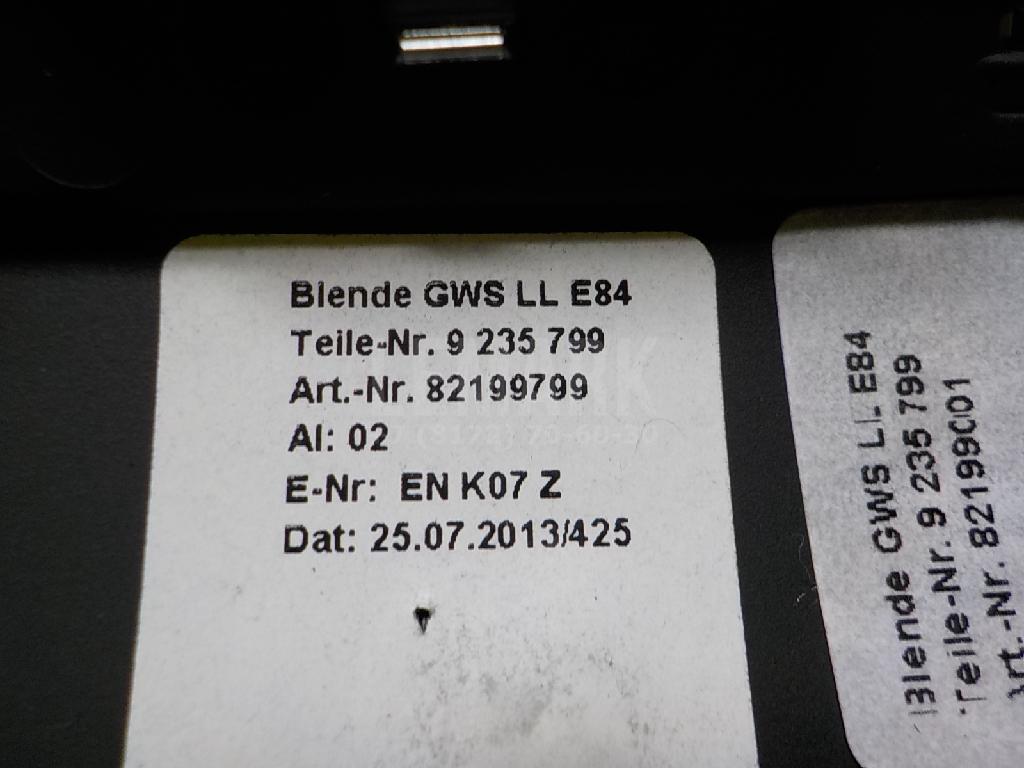 Blende GWS LL E84
Teile-Nr. 9 235 799
Art.-Nr. 82199799
AI: 02
E-Nr: EN K07 Z
Dat: 25.07.2013/425
Blende GWS LL E84
Teile-Nr. 9 235 799
Art.-Nr. 82199001